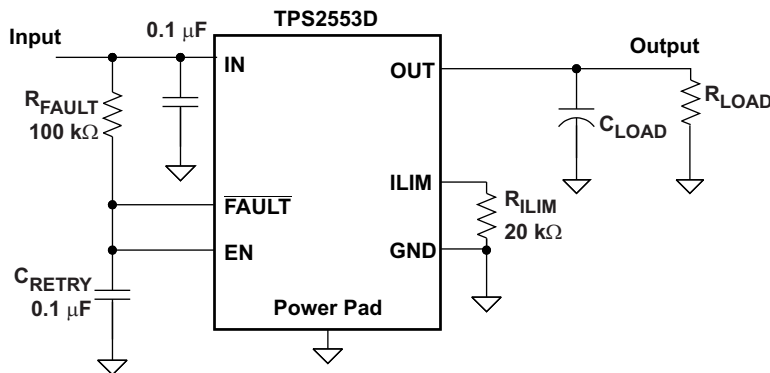 TPS2553D
Input
0.1 μF
IN
OUT
Output
R_FAULT
100 kΩ
C_LOAD
R_LOAD
ILIM
FAULT
R_ILIM
20 kΩ
EN
GND
C_RETRY
0.1 μF
Power Pad